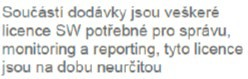 Součástí dodávky jsou veškeré
licence SW potřebné pro správu,
monitoring a reporting, tyto licence
jsou na dobu neurčitou